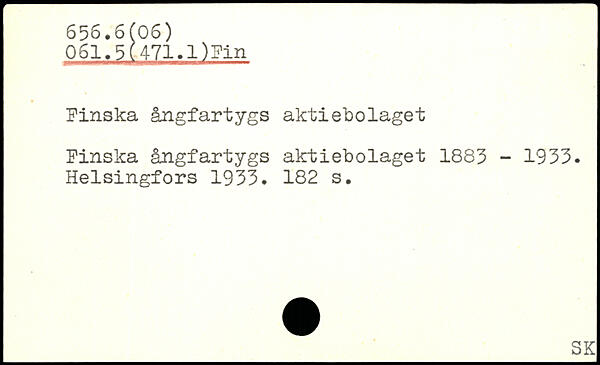 656.6(06)
061.5(471.1)Fin
Finska ångfartygs aktiebolaget
Finska ångfartygs aktiebolaget 1883 - 1933.
Helsingfors 1933. 182 s.
SK